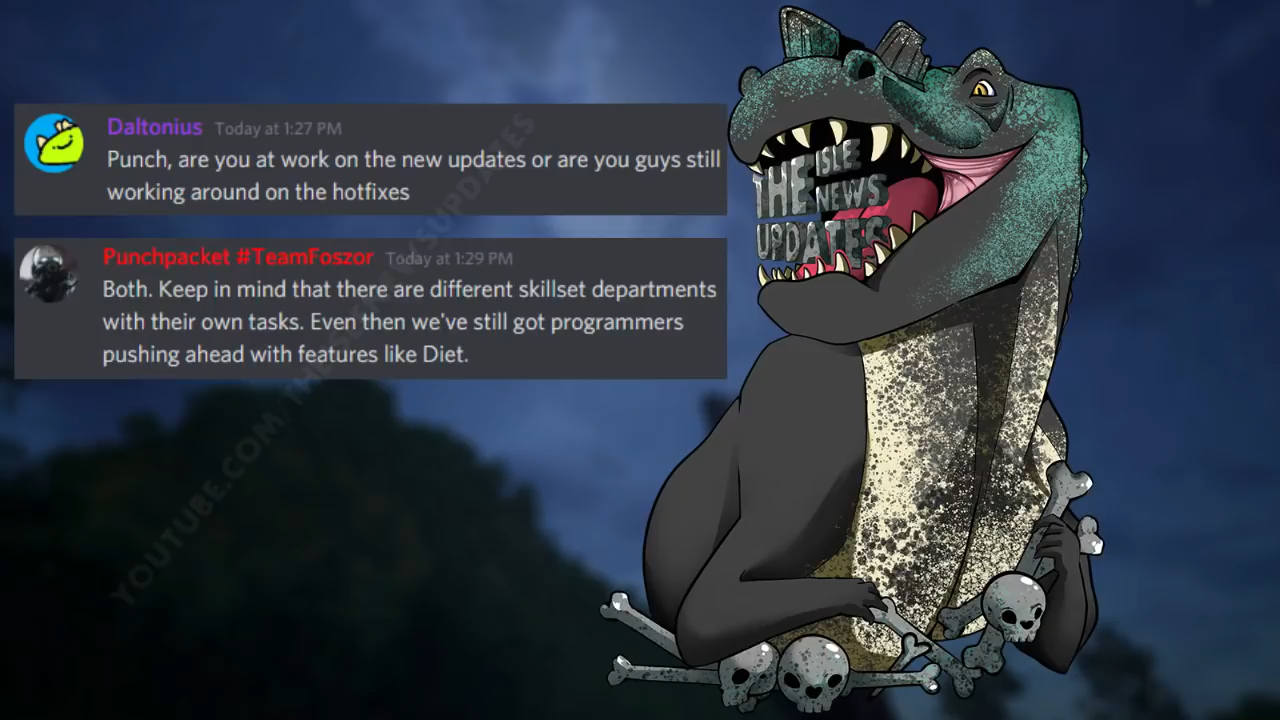 Daltonius Today at 1:27 PM
Punch, are you at work on the new updates or are you guys still
working around on the hotfixes
Punchpacket #TeamFoszor Today at 1:29 PM
Both. Keep in mind that there are different skillset departments
with their own tasks. Even then we've still got programmers
pushing ahead with features like Diet.
THE ISLE
NEWS
UPDATES
YOUTUBE.COM/THEISLENEWSUPDATES